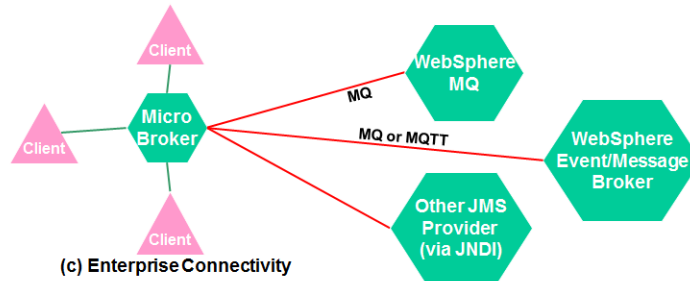 Client
WebSphere
MQ
MQ
Micro
Broker
MQ or MQTT
Client
WebSphere
Event/Message
Broker
Client
Other JMS
Provider
(via JNDI)
(c) Enterprise Connectivity